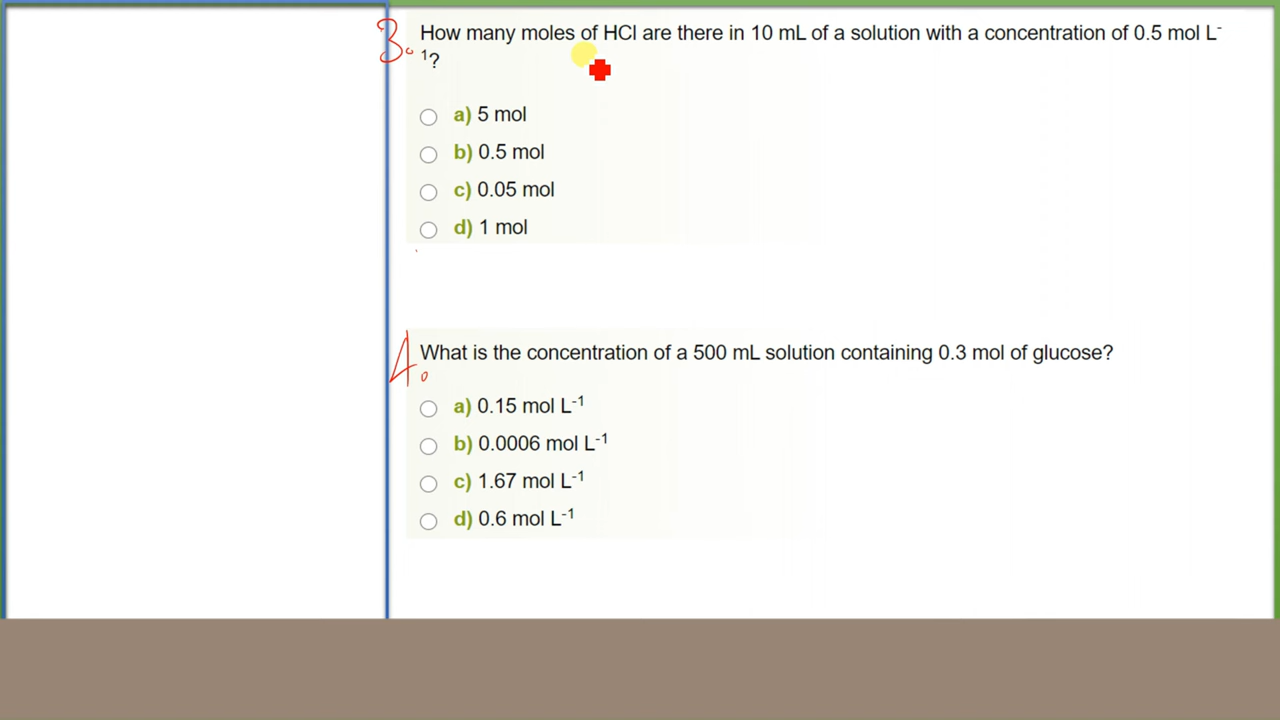 3.
How many moles of HCl are there in 10 mL of a solution with a concentration of 0.5 mol L⁻
¹?
a) 5 mol
b) 0.5 mol
c) 0.05 mol
d) 1 mol
4.
What is the concentration of a 500 mL solution containing 0.3 mol of glucose?
a) 0.15 mol L⁻¹
b) 0.0006 mol L⁻¹
c) 1.67 mol L⁻¹
d) 0.6 mol L⁻¹